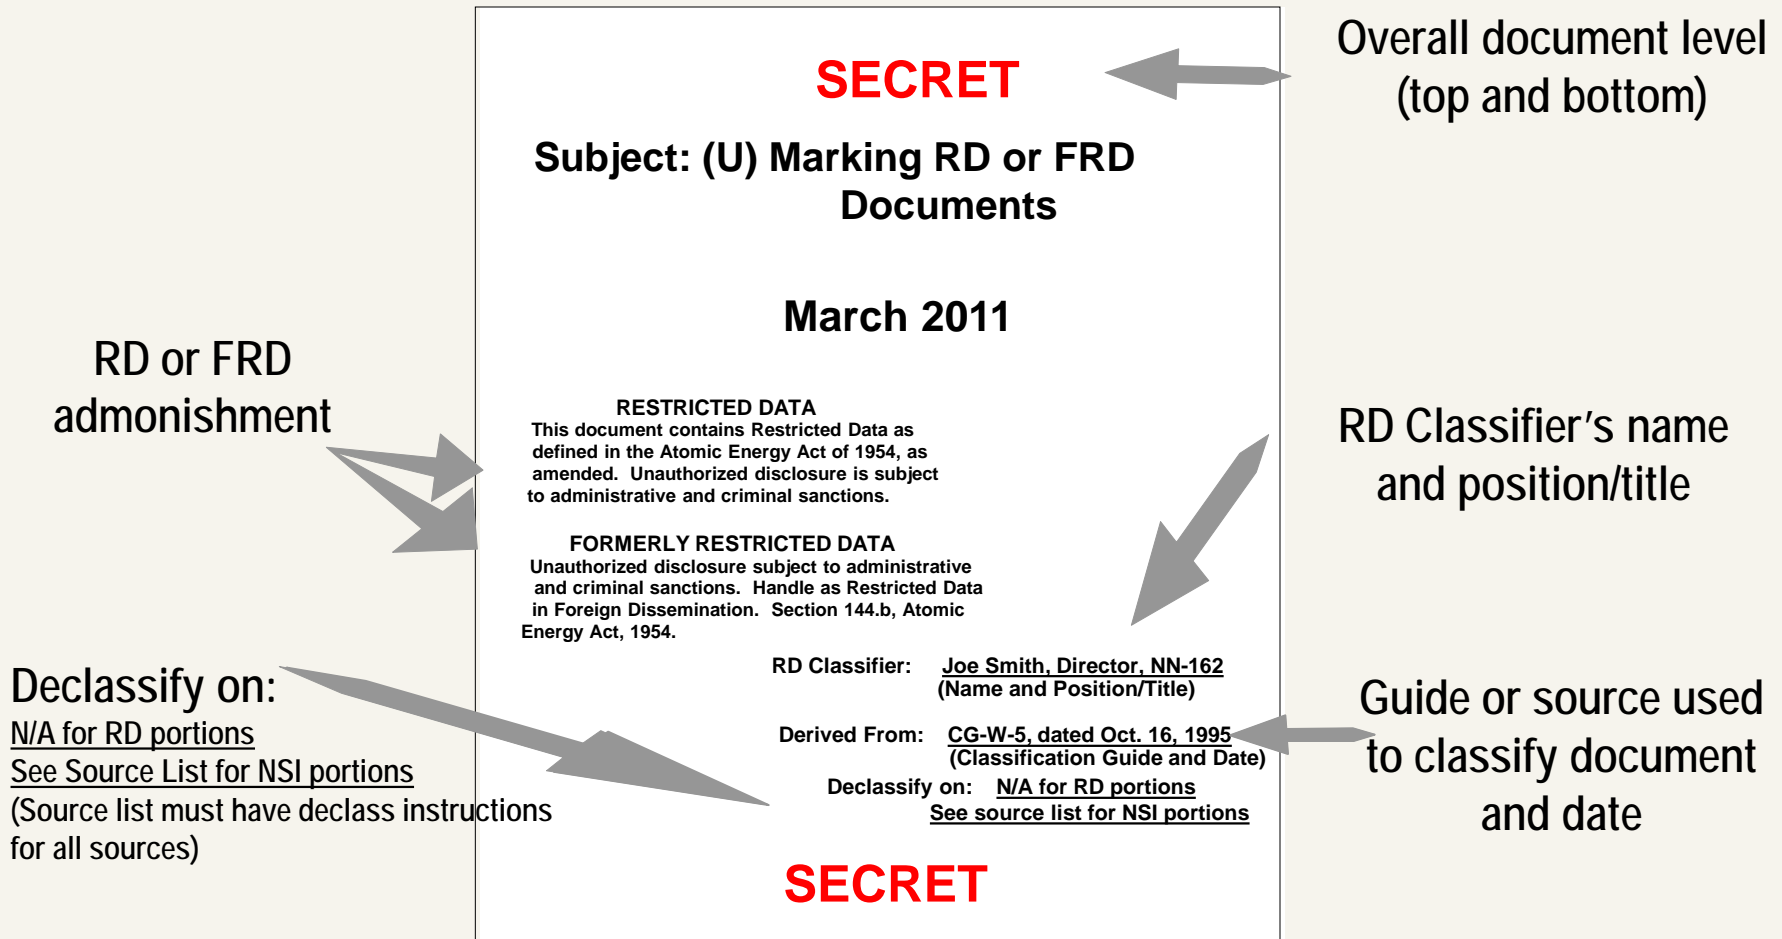 SECRET
Overall document level
(top and bottom)
Subject: (U) Marking RD or FRD
Documents
March 2011
RD or FRD
admonishment
RESTRICTED DATA
This document contains Restricted Data as
defined in the Atomic Energy Act of 1954, as
amended. Unauthorized disclosure is subject
to administrative and criminal sanctions.
RD Classifier's name
and position/title
FORMERLY RESTRICTED DATA
Unauthorized disclosure subject to administrative
and criminal sanctions. Handle as Restricted Data
in Foreign Dissemination. Section 144.b, Atomic
Energy Act, 1954.
RD Classifier: Joe Smith, Director, NN-162
(Name and Position/Title)
Declassify on:
N/A for RD portions
See Source List for NSI portions
(Source list must have declass instructions
for all sources)
Derived From: CG-W-5, dated Oct. 16, 1995
(Classification Guide and Date)
Declassify on: N/A for RD portions
See source list for NSI portions
Guide or source used
to classify document
and date
SECRET